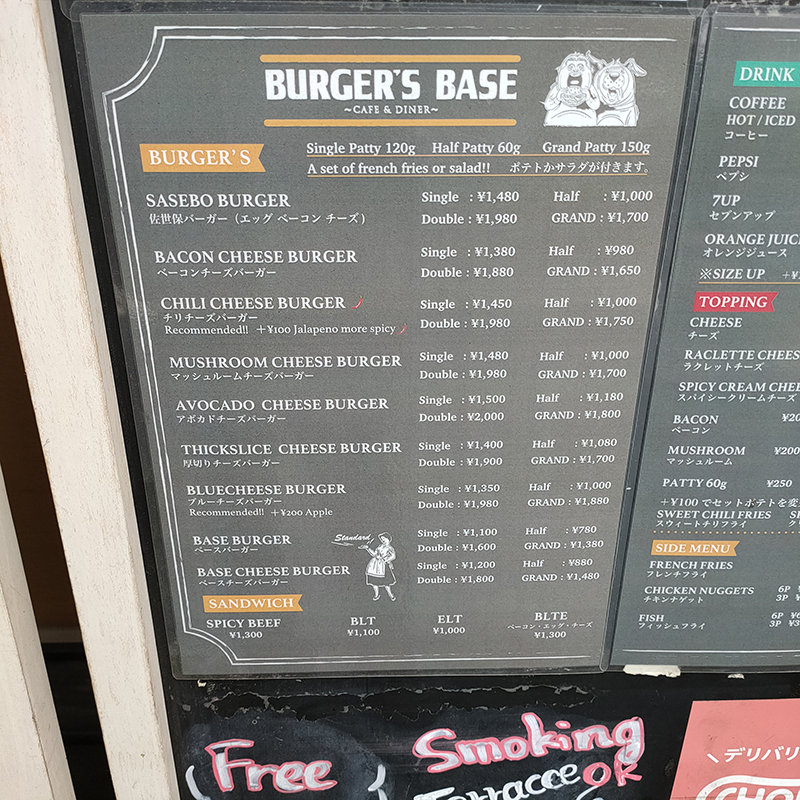 BURGER'S BASE
~CAFE & DINER~
BURGER'S
Single Patty 120g Half Patty 60g Grand Patty 150g
A set of french fries or salad!! ポテトかサラダが付きます。
SASEBO BURGER Single : ¥1,480 Half : ¥1,000
佐世保バーガー（エッグ ベーコン チーズ） Double : ¥1,980 GRAND : ¥1,700
BACON CHEESE BURGER Single : ¥1,380 Half : ¥980
ベーコンチーズバーガー Double : ¥1,880 GRAND : ¥1,650
CHILI CHEESE BURGER Single : ¥1,450 Half : ¥1,000
チリチーズバーガー Double : ¥1,980 GRAND : ¥1,750
Recommended!! +¥100 Jalapeno more spicy
MUSHROOM CHEESE BURGER Single : ¥1,480 Half : ¥1,000
マッシュルームチーズバーガー Double : ¥1,980 GRAND : ¥1,700
AVOCADO CHEESE BURGER Single : ¥1,500 Half : ¥1,180
アボカドチーズバーガー Double : ¥2,000 GRAND : ¥1,800
THICKSLICE CHEESE BURGER Single : ¥1,400 Half : ¥1,080
厚切りチーズバーガー Double : ¥1,900 GRAND : ¥1,700
BLUECHEESE BURGER Single : ¥1,350 Half : ¥1,000
ブルーチーズバーガー Double : ¥1,980 GRAND : ¥1,880
Recommended!! +¥200 Apple
BASE BURGER Standard Single : ¥1,100 Half : ¥780
ベースバーガー Double : ¥1,600 GRAND : ¥1,380
BASE CHEESE BURGER Single : ¥1,200 Half : ¥880
ベースチーズバーガー Double : ¥1,800 GRAND : ¥1,480
SANDWICH
SPICY BEEF BLT ELT BLTE
ベーコン・エッグ・チーズ
¥1,300 ¥1,100 ¥1,000 ¥1,300
DRINK
COFFEE
HOT / ICED
コーヒー
PEPSI
ペプシ
7UP
セブンアップ
ORANGE JUIC
オレンジジュース
※SIZE UP +¥
TOPPING
CHEESE
チーズ
RACLETTE CHEES
ラクレットチーズ
SPICY CREAM CHEE
スパイシークリームチーズ
BACON ¥20
ベーコン
MUSHROOM ¥200
マッシュルーム
PATTY 60g ¥250
+¥100でセットポテトを変
SWEET CHILI FRIES
スウィートチリフライ
SIDE MENU
FRENCH FRIES
フレンチフライ
CHICKEN NUGGETS 6P
チキンナゲット 3P
FISH 6P
フィッシュフライ 3P
Free Smoking
Terracce OK
デリバリ